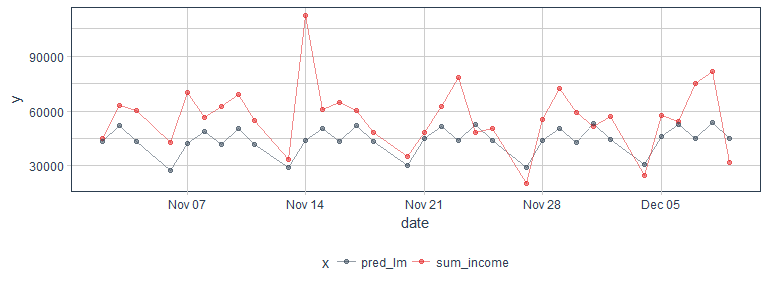 90000
y
60000
30000
Nov 07 Nov 14 Nov 21 Nov 28 Dec 05
date
x pred_lm sum_income